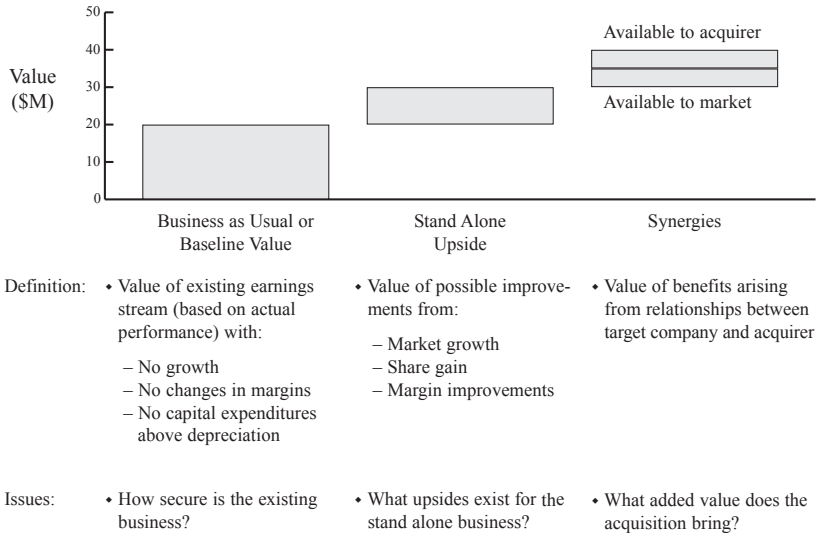 50
40
30
20
10
0
Value
($M)
Available to acquirer
Available to market
Business as Usual or
Baseline Value
Stand Alone
Upside
Synergies
Definition:
⬩ Value of existing earnings
stream (based on actual
performance) with:
– No growth
– No changes in margins
– No capital expenditures
above depreciation
⬩ Value of possible improve-
ments from:
– Market growth
– Share gain
– Margin improvements
⬩ Value of benefits arising
from relationships between
target company and acquirer
Issues:
⬩ How secure is the existing
business?
⬩ What upsides exist for the
stand alone business?
⬩ What added value does the
acquisition bring?